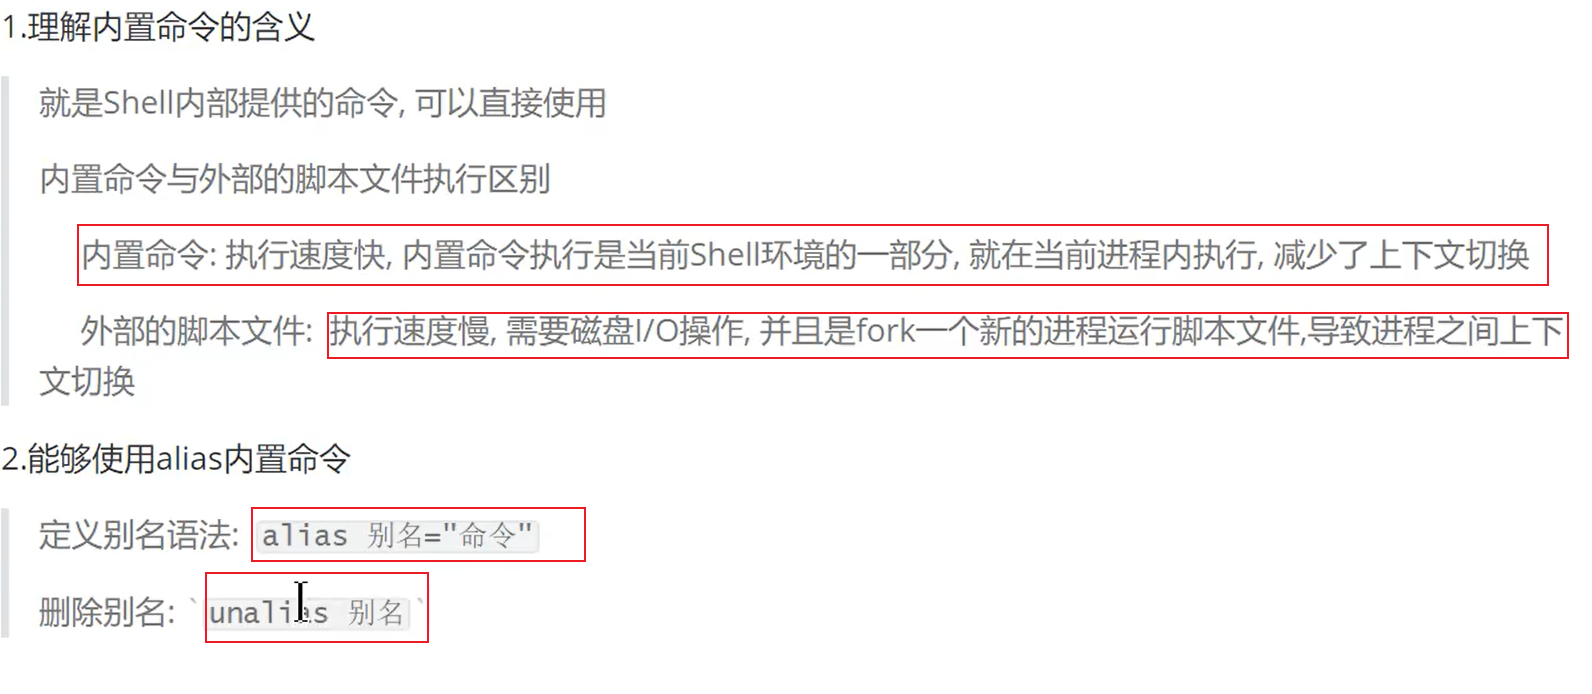 1.理解内置命令的含义
就是Shell内部提供的命令, 可以直接使用
内置命令与外部的脚本文件执行区别
内置命令: 执行速度快, 内置命令执行是当前Shell环境的一部分, 就在当前进程内执行, 减少了上下文切换
外部的脚本文件: 执行速度慢, 需要磁盘I/O操作, 并且是fork一个新的进程运行脚本文件,导致进程之间上下
文切换
2.能够使用alias内置命令
定义别名语法: alias 别名="命令"
删除别名: `unalias 别名`